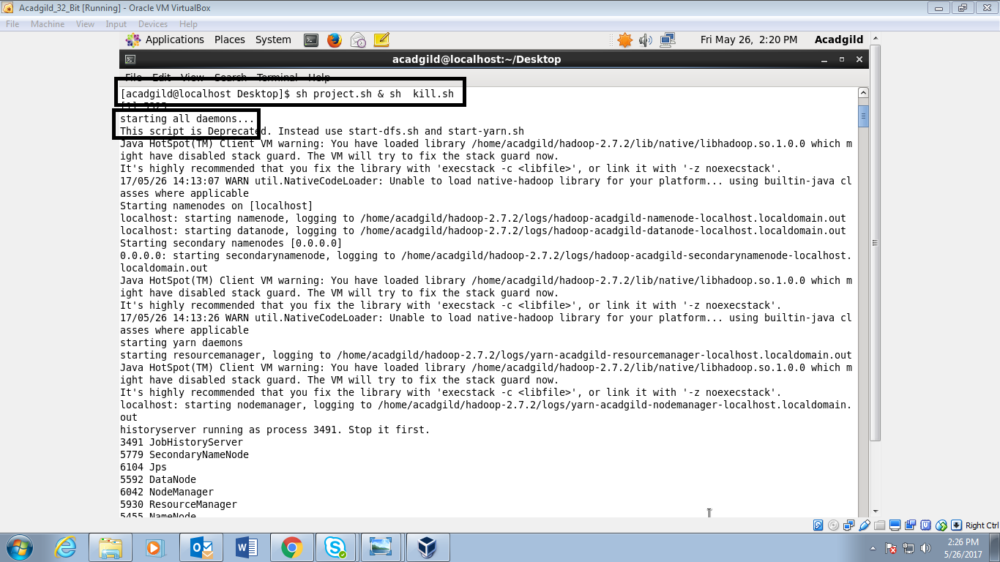 Acadgild_32_Bit [Running] - Oracle VM VirtualBox
File Machine View Input Devices Help
Applications Places System Fri May 26, 2:20 PM Acadgild
acadgild@localhost:~/Desktop
File Edit View Search Terminal Help
[acadgild@localhost Desktop]$ sh project.sh & sh  kill.sh
starting all daemons...
This script is Deprecated. Instead use start-dfs.sh and start-yarn.sh
Java HotSpot(TM) Client VM warning: You have loaded library /home/acadgild/hadoop-2.7.2/lib/native/libhadoop.so.1.0.0 which m
ight have disabled stack guard. The VM will try to fix the stack guard now.
It's highly recommended that you fix the library with 'execstack -c <libfile>', or link it with '-z noexecstack'.
17/05/26 14:13:07 WARN util.NativeCodeLoader: Unable to load native-hadoop library for your platform... using builtin-java cl
asses where applicable
Starting namenodes on [localhost]
localhost: starting namenode, logging to /home/acadgild/hadoop-2.7.2/logs/hadoop-acadgild-namenode-localhost.localdomain.out
localhost: starting datanode, logging to /home/acadgild/hadoop-2.7.2/logs/hadoop-acadgild-datanode-localhost.localdomain.out
Starting secondary namenodes [0.0.0.0]
0.0.0.0: starting secondarynamenode, logging to /home/acadgild/hadoop-2.7.2/logs/hadoop-acadgild-secondarynamenode-localhost.
localdomain.out
Java HotSpot(TM) Client VM warning: You have loaded library /home/acadgild/hadoop-2.7.2/lib/native/libhadoop.so.1.0.0 which m
ight have disabled stack guard. The VM will try to fix the stack guard now.
It's highly recommended that you fix the library with 'execstack -c <libfile>', or link it with '-z noexecstack'.
17/05/26 14:13:26 WARN util.NativeCodeLoader: Unable to load native-hadoop library for your platform... using builtin-java cl
asses where applicable
starting yarn daemons
starting resourcemanager, logging to /home/acadgild/hadoop-2.7.2/logs/yarn-acadgild-resourcemanager-localhost.localdomain.out
Java HotSpot(TM) Client VM warning: You have loaded library /home/acadgild/hadoop-2.7.2/lib/native/libhadoop.so.1.0.0 which m
ight have disabled stack guard. The VM will try to fix the stack guard now.
It's highly recommended that you fix the library with 'execstack -c <libfile>', or link it with '-z noexecstack'.
localhost: starting nodemanager, logging to /home/acadgild/hadoop-2.7.2/logs/yarn-acadgild-nodemanager-localhost.localdomain.
out
historyserver running as process 3491. Stop it first.
3491 JobHistoryServer
5779 SecondaryNameNode
6104 Jps
5592 DataNode
6042 NodeManager
5930 ResourceManager
5455 NameNode
Right Ctrl
2:26 PM
5/26/2017